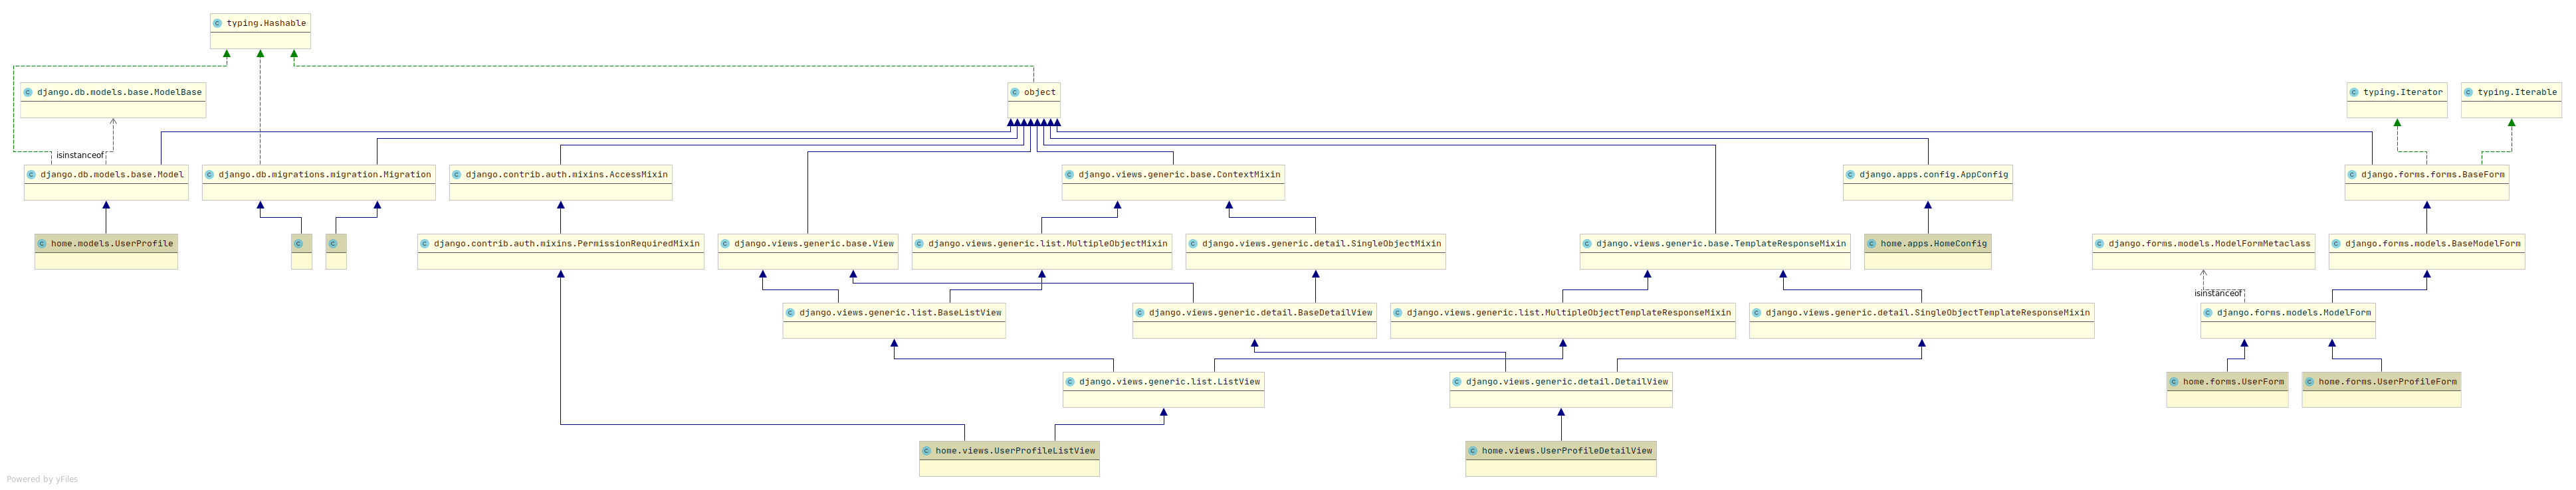 C typing.Hashable
C django.db.models.base.ModelBase
C object
C typing.Iterator
C typing.Iterable
isinstanceof
C django.db.models.base.Model
C django.db.migrations.migration.Migration
C django.contrib.auth.mixins.AccessMixin
C django.views.generic.base.ContextMixin
C django.apps.config.AppConfig
C django.forms.forms.BaseForm
C home.models.UserProfile
C
C
C django.contrib.auth.mixins.PermissionRequiredMixin
C django.views.generic.base.View
C django.views.generic.list.MultipleObjectMixin
C django.views.generic.detail.SingleObjectMixin
C django.views.generic.base.TemplateResponseMixin
C home.apps.HomeConfig
C django.forms.models.ModelFormMetaclass
C django.forms.models.BaseModelForm
isinstanceof
C django.views.generic.list.BaseListView
C django.views.generic.detail.BaseDetailView
C django.views.generic.list.MultipleObjectTemplateResponseMixin
C django.views.generic.detail.SingleObjectTemplateResponseMixin
C django.forms.models.ModelForm
C django.views.generic.list.ListView
C django.views.generic.detail.DetailView
C home.forms.UserForm
C home.forms.UserProfileForm
C home.views.UserProfileListView
C home.views.UserProfileDetailView
Powered by yFiles